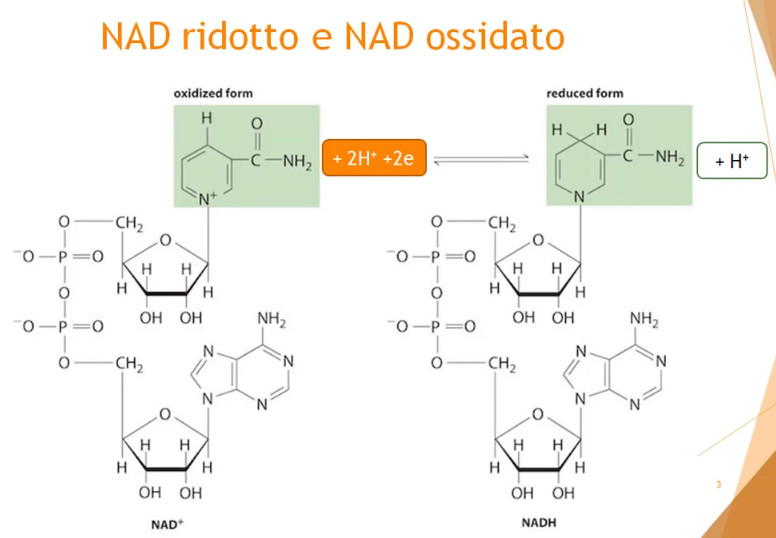 NAD ridotto e NAD ossidato
oxidized form
reduced form
H
O
C
NH₂
N⁺
+ 2H⁺ +2e
H
H
O
C
NH₂
N
+ H⁺
O
CH₂
⁻O
P
O
O
H
H
H
H
O
OH
OH
⁻O
P
O
O
CH₂
NH₂
N
N
N
N
O
H
H
H
H
OH
OH
O
CH₂
⁻O
P
O
O
H
H
H
H
O
OH
OH
⁻O
P
O
O
CH₂
NH₂
N
N
N
N
O
H
H
H
H
OH
OH
3
NAD⁺
NADH